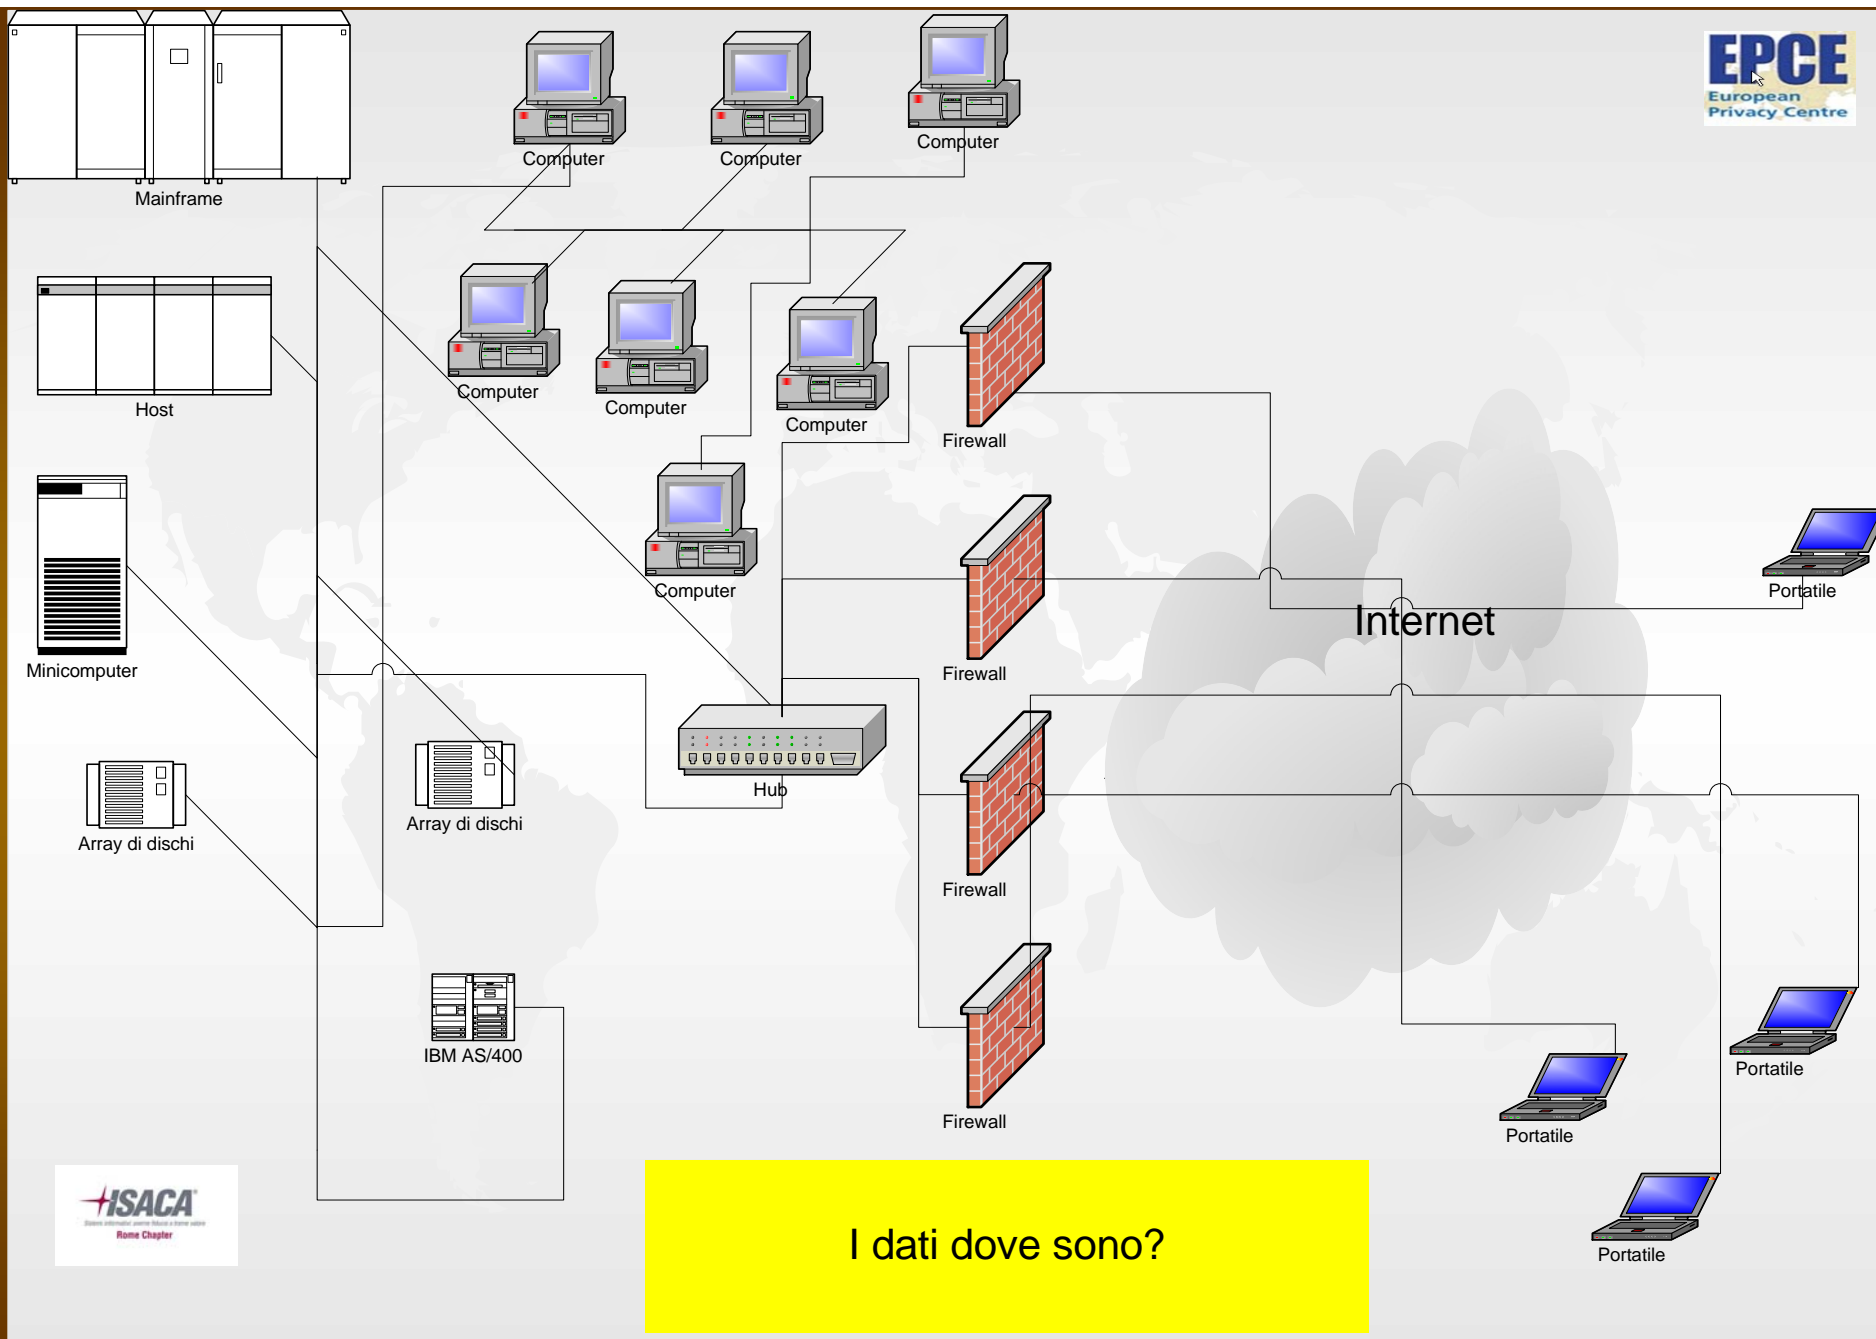 EPCE
European
Privacy Centre
Computer
Computer
Computer
Mainframe
Computer
Computer
Computer
Host
Firewall
Computer
Portatile
Internet
Minicomputer
Firewall
Hub
Array di dischi
Array di dischi
Firewall
IBM AS/400
Portatile
Firewall
Portatile
ISACA
Rome Chapter
I dati dove sono?
Portatile